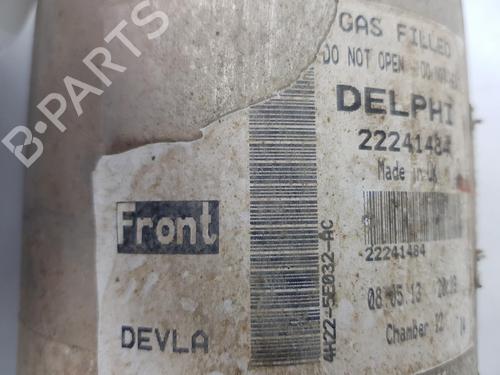 GAS FILLED
DO NOT OPEN
DELPHI
22241484
Made in UK
22241484
08.05.13
Chamber
Front
DEVLA
4H22-5E032-AC
B-Parts